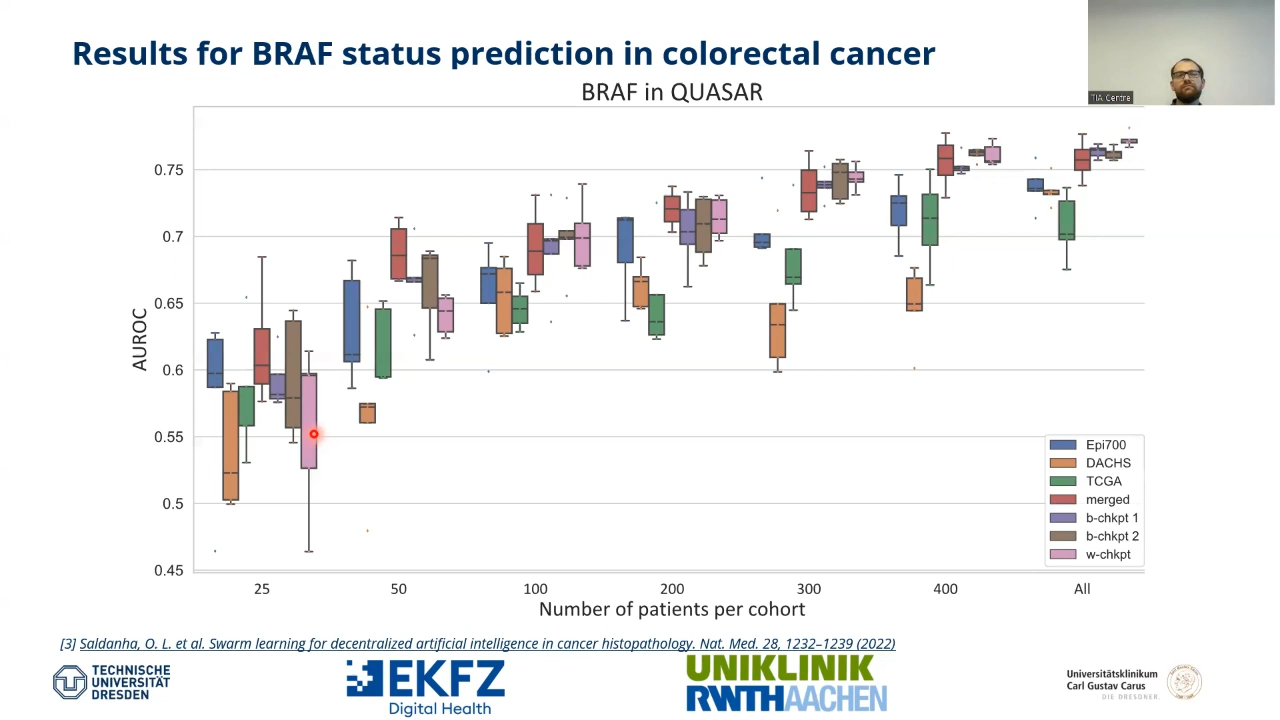 Results for BRAF status prediction in colorectal cancer
TIA Centre
BRAF in QUASAR
AUROC
0.75
0.7
0.65
0.6
0.55
0.5
0.45
25 50 100 200 300 400 All
Number of patients per cohort
Epi700
DACHS
TCGA
merged
b-chkpt 1
b-chkpt 2
w-chkpt
[3] Saldanha, O. L. et al. Swarm learning for decentralized artificial intelligence in cancer histopathology. Nat. Med. 28, 1232–1239 (2022)
TECHNISCHE
UNIVERSITÄT
DRESDEN
EKFZ
Digital Health
UNIKLINIK
RWTHAACHEN
Universitätsklinikum
Carl Gustav Carus
DIE DRESDNER.